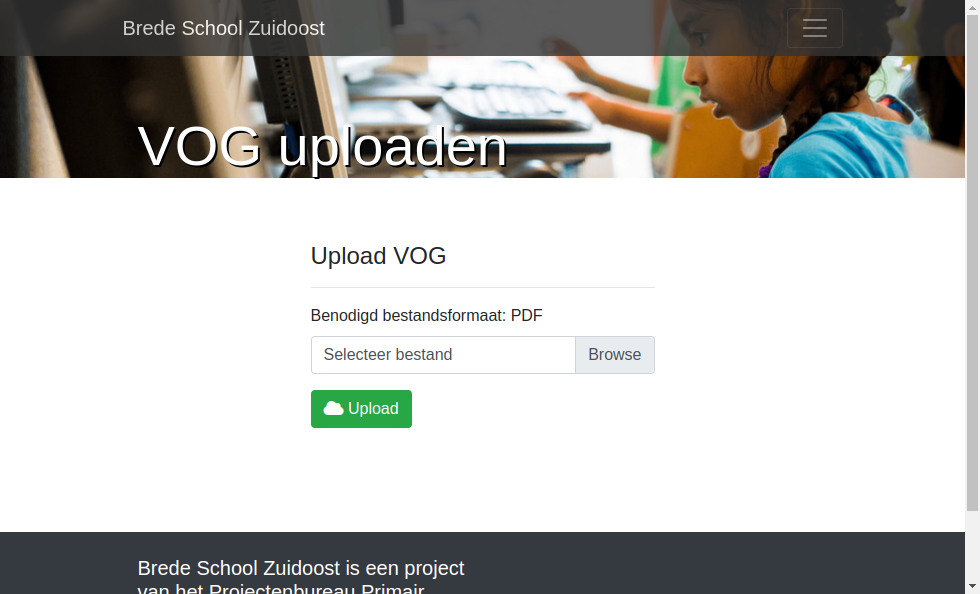 Brede School Zuidoost
VOG uploaden
Upload VOG
Benodigd bestandsformaat: PDF
Selecteer bestand
Browse
Upload
Brede School Zuidoost is een project
van het Projectenbureau Primair